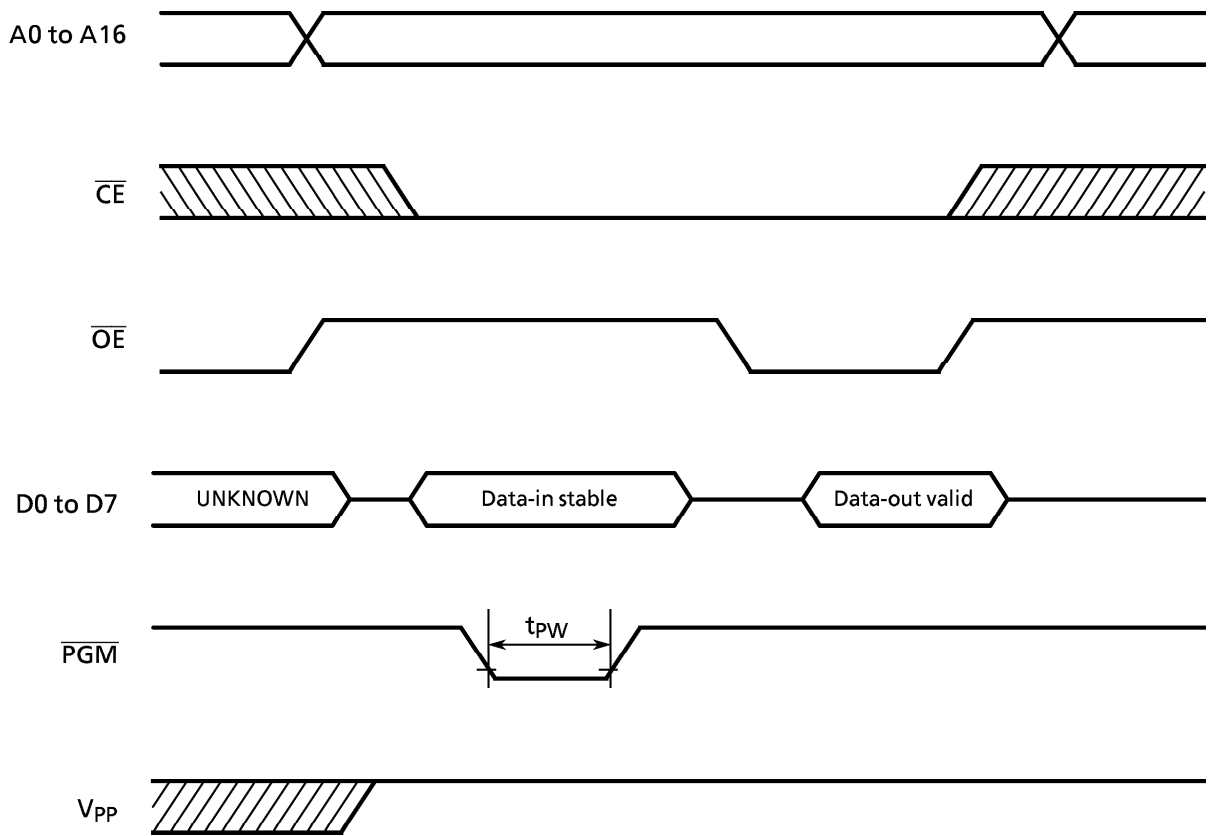 A0 to A16
CE
OE
D0 to D7 UNKNOWN Data-in stable Data-out valid
PGM tPW
VPP